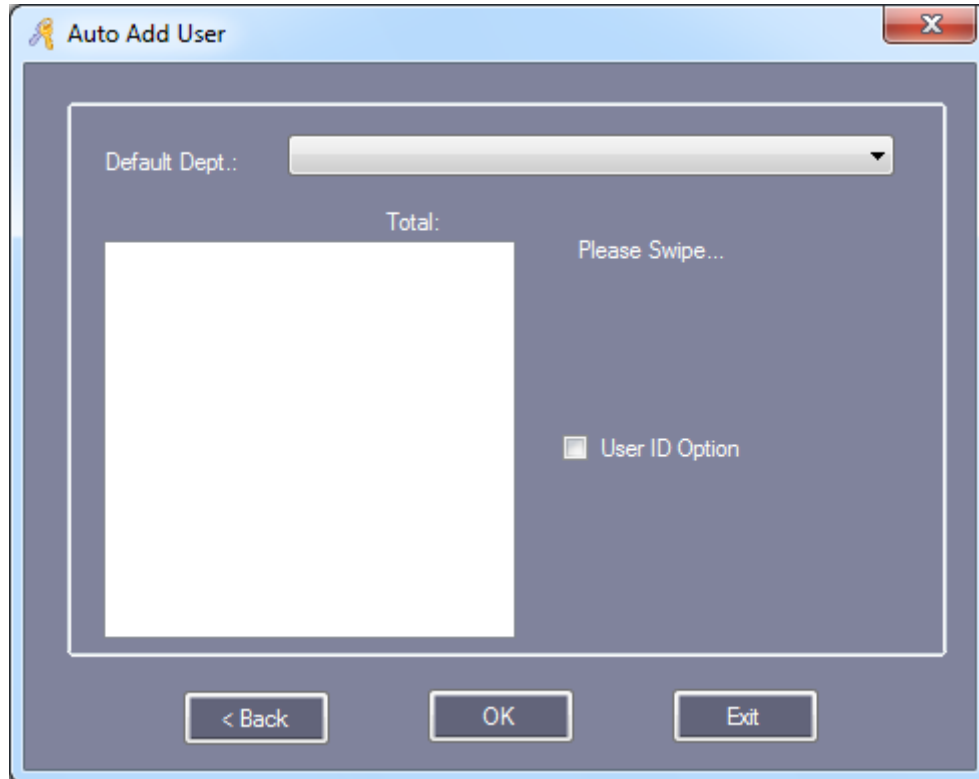 Auto Add User
Default Dept.:
Total:
Please Swipe...
User ID Option
< Back
OK
Exit